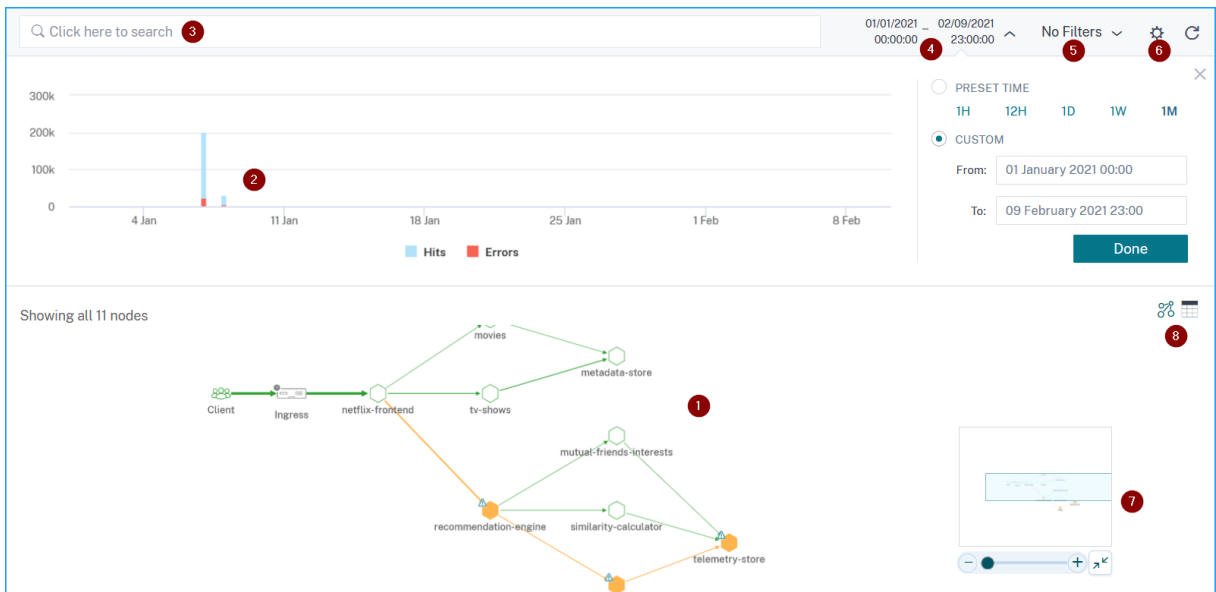 Click here to search 3
01/01/2021 – 02/09/2021
00:00:00 4 23:00:00
No Filters
5
6
300k
200k
100k
0
2
4 Jan 11 Jan 18 Jan 25 Jan 1 Feb 8 Feb
Hits Errors
PRESET TIME
1H 12H 1D 1W 1M
CUSTOM
From: 01 January 2021 00:00
To: 09 February 2021 23:00
Done
Showing all 11 nodes
8
movies
metadata-store
Client
Ingress
netflix-frontend
tv-shows
1
mutual-friends-interests
recommendation-engine
similarity-calculator
telemetry-store
7